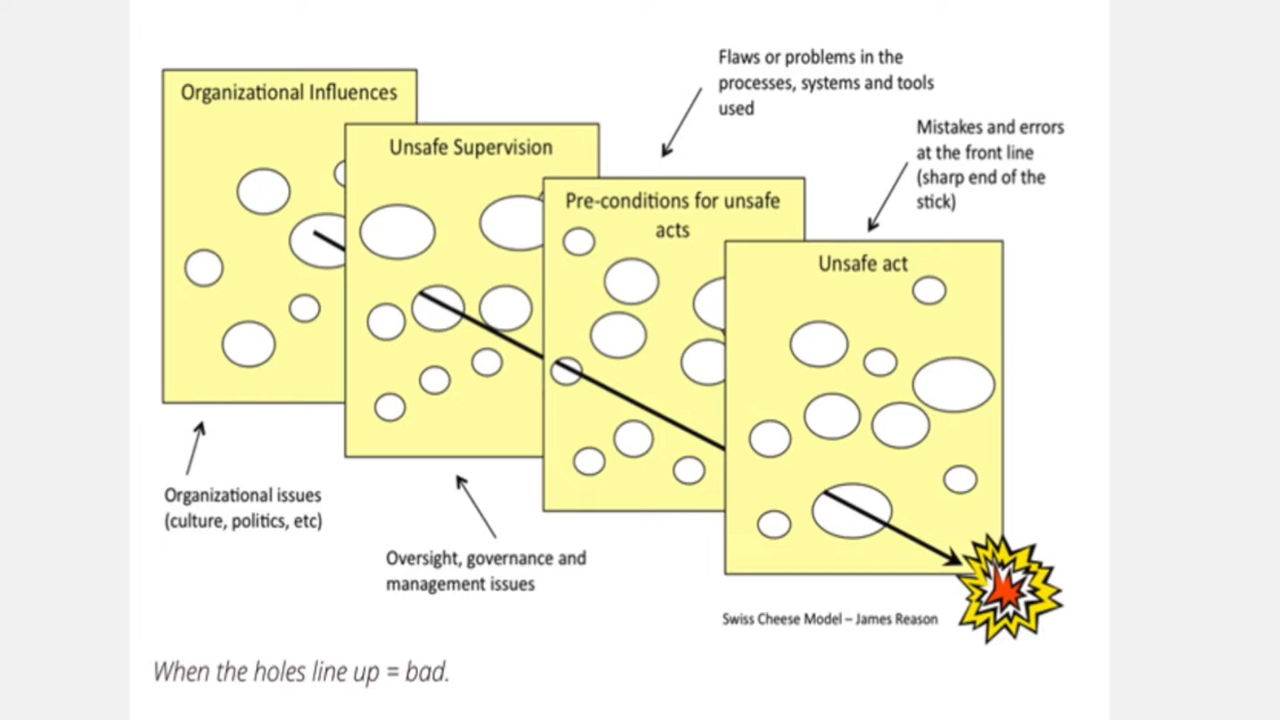 Organizational Influences
Unsafe Supervision
Pre-conditions for unsafe
acts
Unsafe act
Flaws or problems in the
processes, systems and tools
used
Mistakes and errors
at the front line
(sharp end of the
stick)
Organizational issues
(culture, politics, etc)
Oversight, governance and
management issues
Swiss Cheese Model – James Reason
When the holes line up = bad.